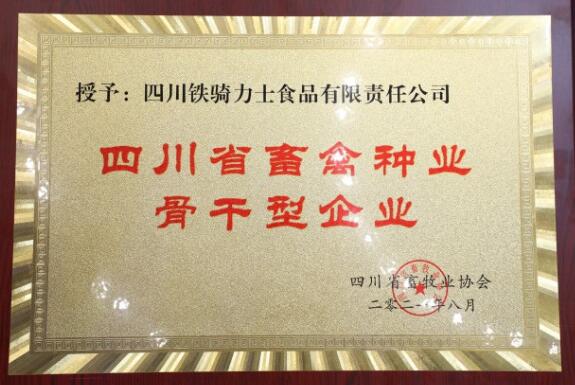 授予：四川铁骑力士食品有限责任公司
四川省畜禽种业
骨干型企业
四川省畜牧业协会
二零二一年八月